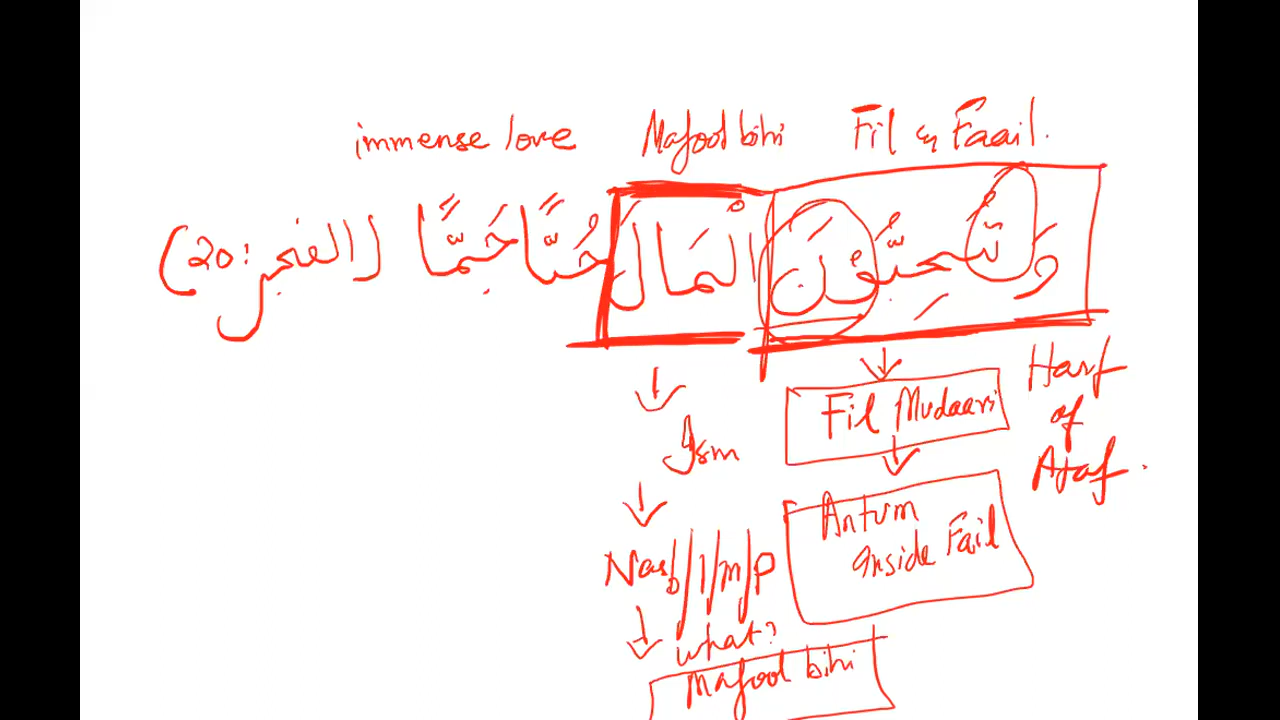 immense love Mafool bihi Fil & Faail.
وَتُحِبُّونَ الْمَالَ حُبًّا جَمًّا (الفجر: 20)
Harf of Ataf.
Fil Mudaari
Antum
inside Fail
Ism
Nasb/1/m/P
what?
Mafool bihi